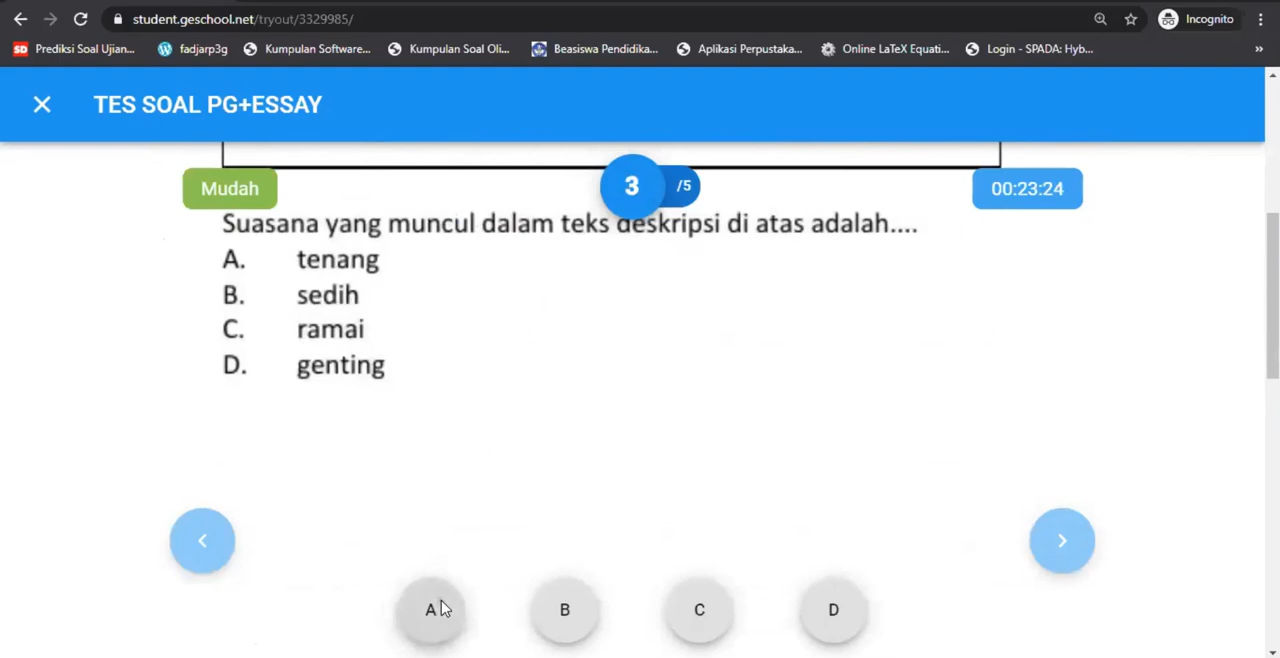 student.geschool.net/tryout/3329985/
Incognito
SD Prediksi Soal Ujian...
fadjarp3g
Kumpulan Software...
Kumpulan Soal Oli...
Beasiswa Pendidika...
Aplikasi Perpustaka...
Online LaTeX Equati...
Login - SPADA: Hyb...
»
TES SOAL PG+ESSAY
Mudah
3 /5
00:23:24
Suasana yang muncul dalam teks deskripsi di atas adalah....
A. tenang
B. sedih
C. ramai
D. genting
A B C D